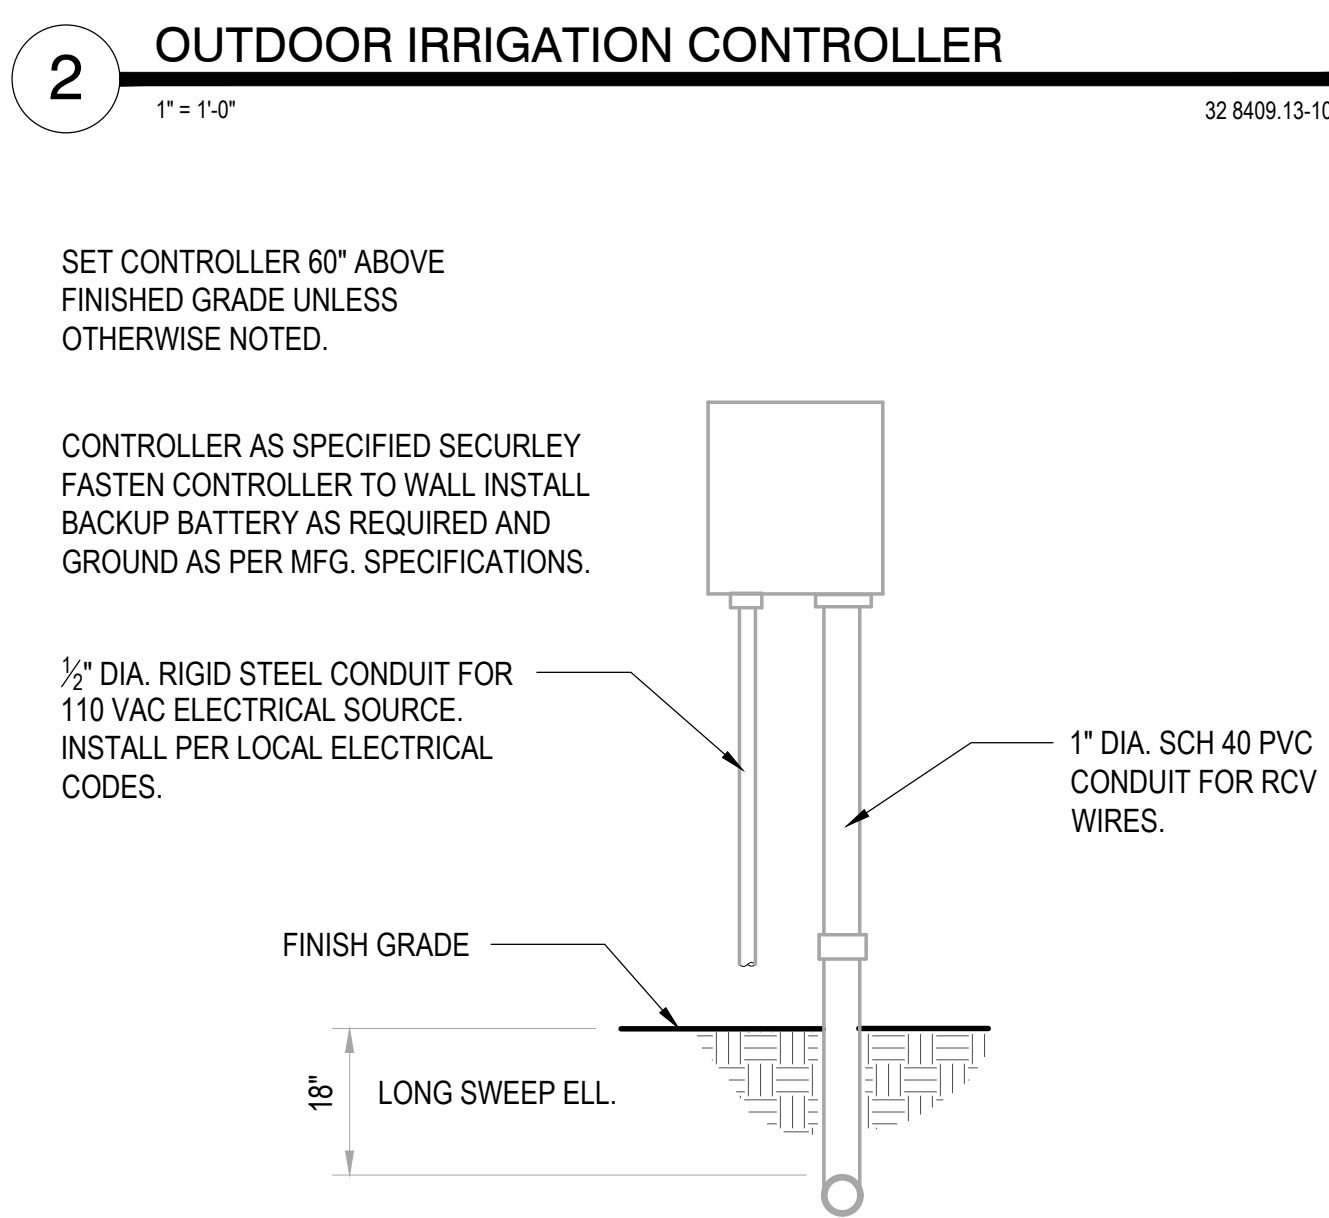 2
OUTDOOR IRRIGATION CONTROLLER
1" = 1'-0"
32 8409.13-10
SET CONTROLLER 60" ABOVE
FINISHED GRADE UNLESS
OTHERWISE NOTED.
CONTROLLER AS SPECIFIED SECURLEY
FASTEN CONTROLLER TO WALL INSTALL
BACKUP BATTERY AS REQUIRED AND
GROUND AS PER MFG. SPECIFICATIONS.
½" DIA. RIGID STEEL CONDUIT FOR
110 VAC ELECTRICAL SOURCE.
INSTALL PER LOCAL ELECTRICAL
CODES.
1" DIA. SCH 40 PVC
CONDUIT FOR RCV
WIRES.
FINISH GRADE
18"
LONG SWEEP ELL.